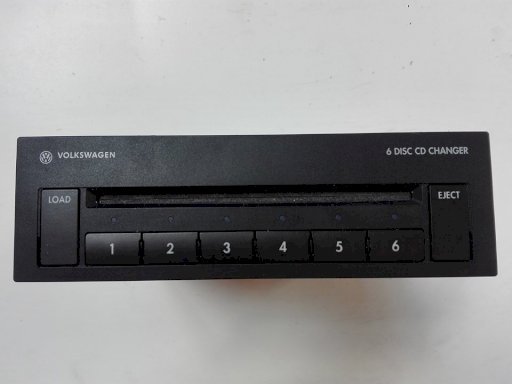 VOLKSWAGEN 6 DISC CD CHANGER
LOAD EJECT
1 2 3 4 5 6